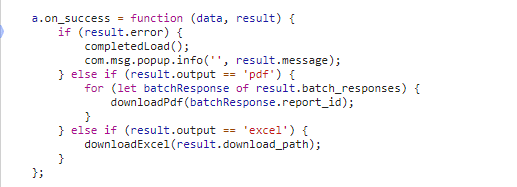 a.on_success = function (data, result) {
    if (result.error) {
        completedLoad();
        com.msg.popup.info('', result.message);
    } else if (result.output == 'pdf') {
        for (let batchResponse of result.batch_responses) {
            downloadPdf(batchResponse.report_id);
        }
    } else if (result.output == 'excel') {
        downloadExcel(result.download_path);
    }
};